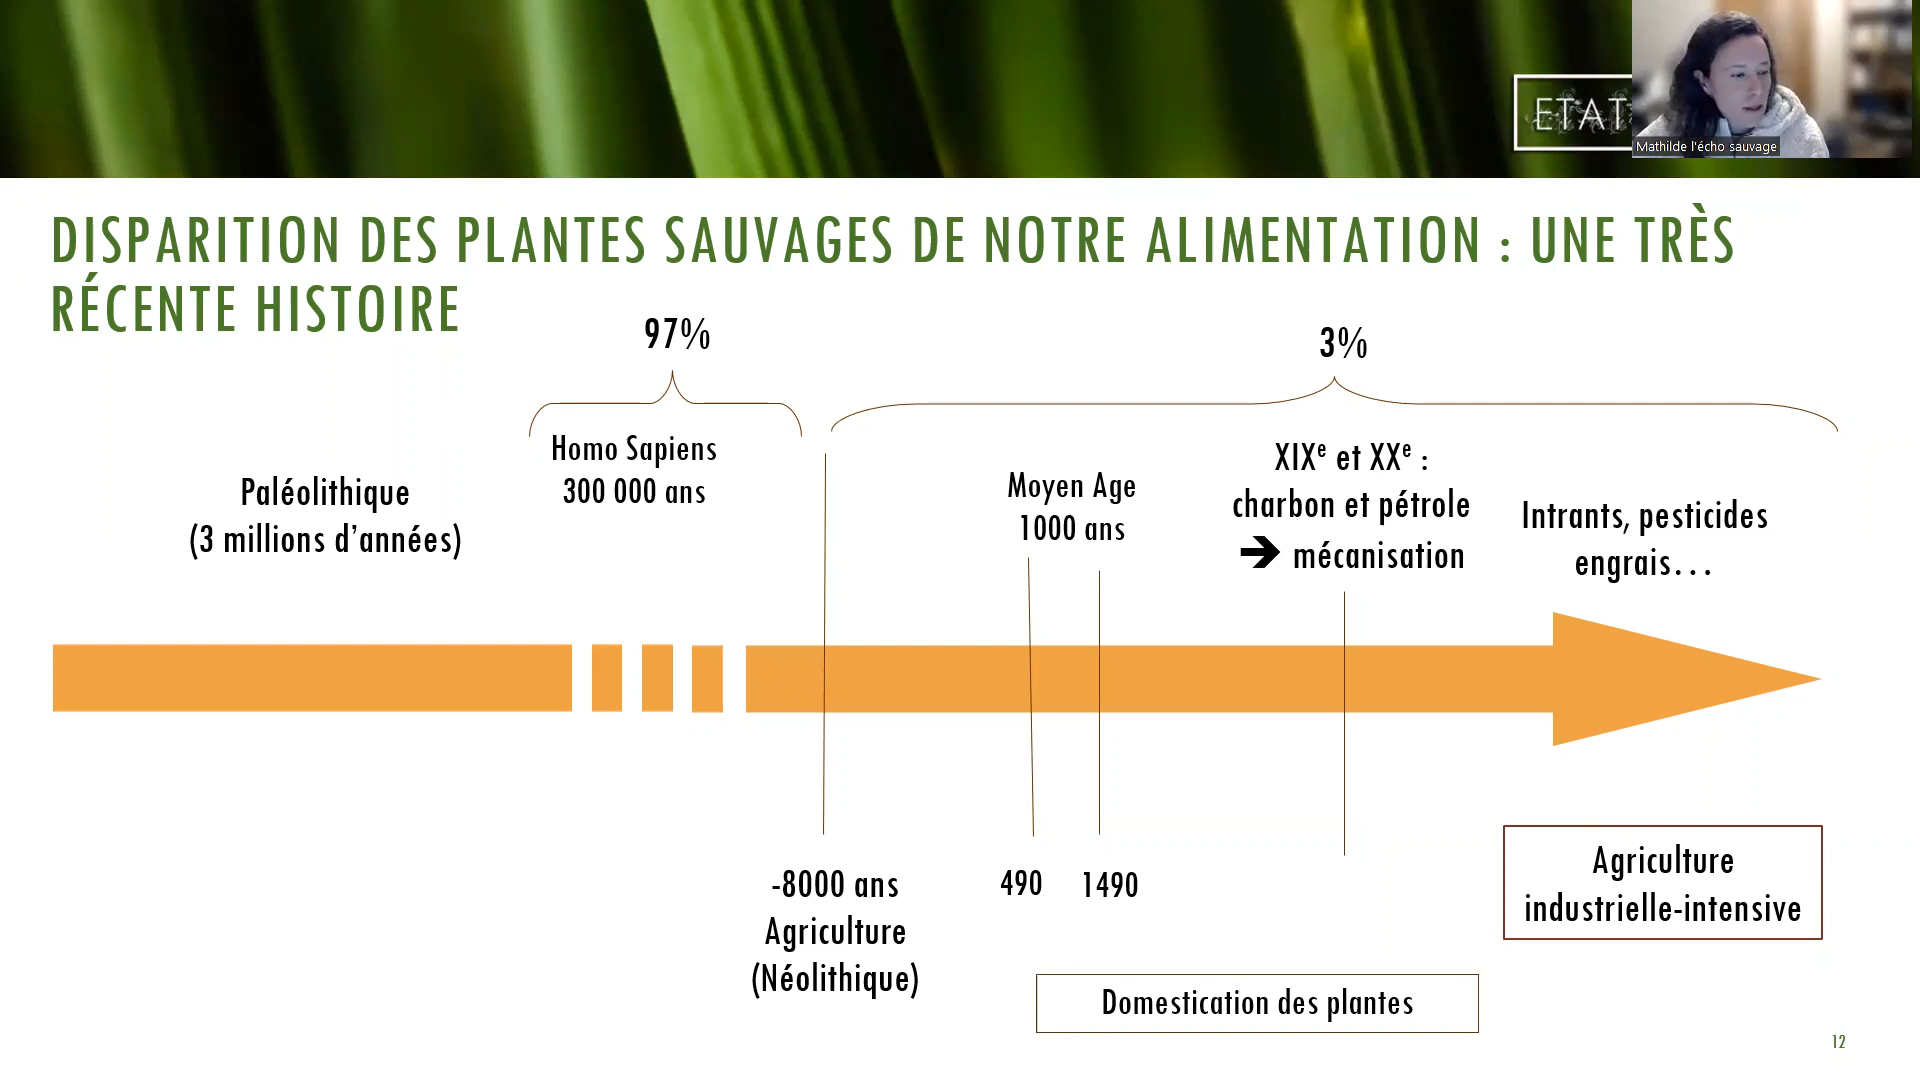 ETAT
Mathilde l'écho sauvage
DISPARITION DES PLANTES SAUVAGES DE NOTRE ALIMENTATION : UNE TRÈS
RÉCENTE HISTOIRE
97%
3%
Homo Sapiens
300 000 ans
Paléolithique
(3 millions d’années)
Moyen Age
1000 ans
XIXe et XXe :
charbon et pétrole
➔ mécanisation
Intrants, pesticides
engrais…
-8000 ans
Agriculture
(Néolithique)
490
1490
Agriculture
industrielle-intensive
Domestication des plantes
12